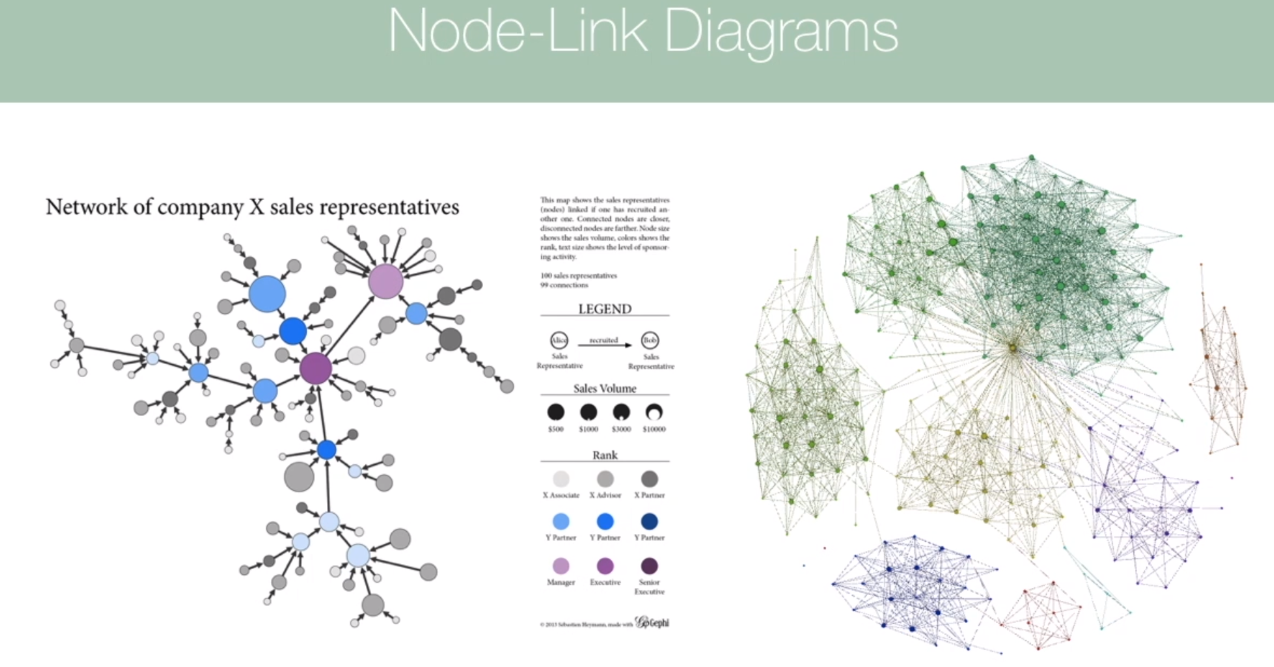 Node-Link Diagrams
Network of company X sales representatives
This map shows the sales representatives
(nodes) linked if one has recruited an-
other one. Connected nodes are closer,
disconnected nodes are farther. Node size
shows the sales volume, colors shows the
rank, text size shows the level of sponsor-
ing activity.
100 sales representatives
99 connections
LEGEND
Alice recruited Bob
Sales Sales
Representative Representative
Sales Volume
$500 $1000 $3000 $10000
Rank
X Associate X Advisor X Partner
Y Partner Y Partner Y Partner
Manager Executive Senior
Executive
© 2013 Sébastien Heymann, made with Gephi